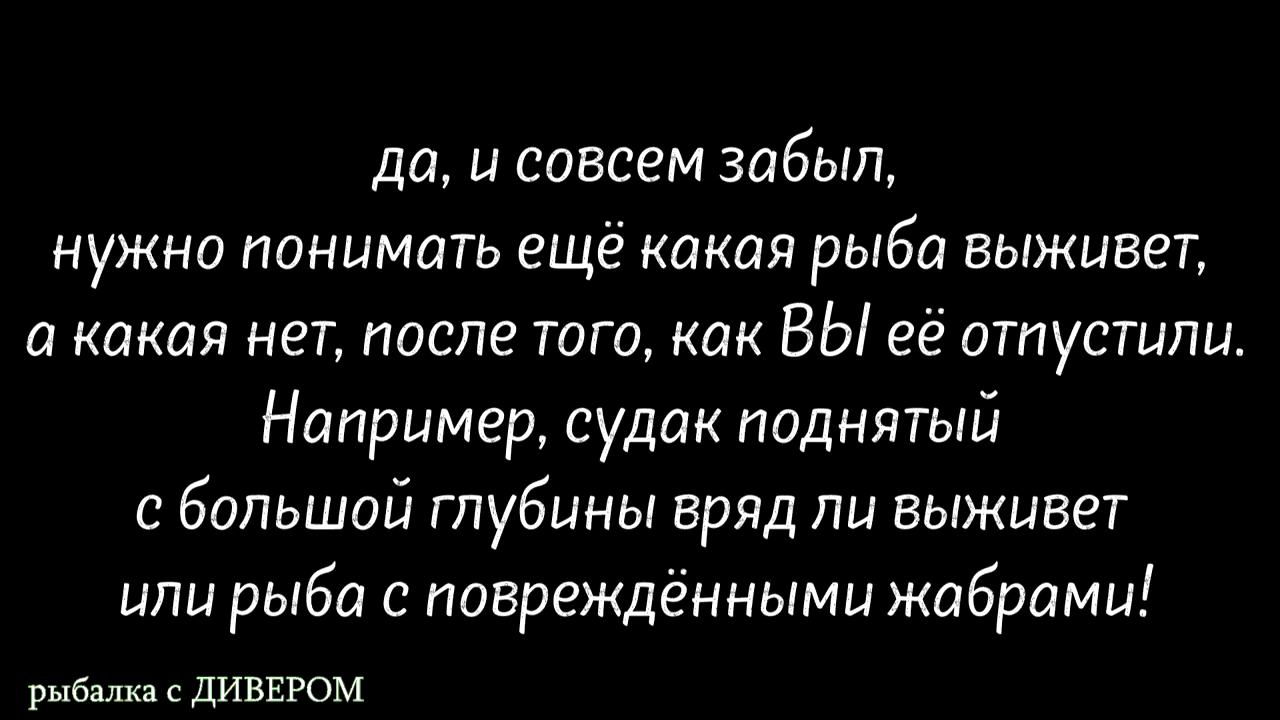 да, и совсем забыл,
нужно понимать ещё какая рыба выживет,
а какая нет, после того, как ВЫ её отпустили.
Например, судак поднятый
с большой глубины вряд ли выживет
или рыба с повреждёнными жабрами!
рыбалка с ДИВЕРОМ